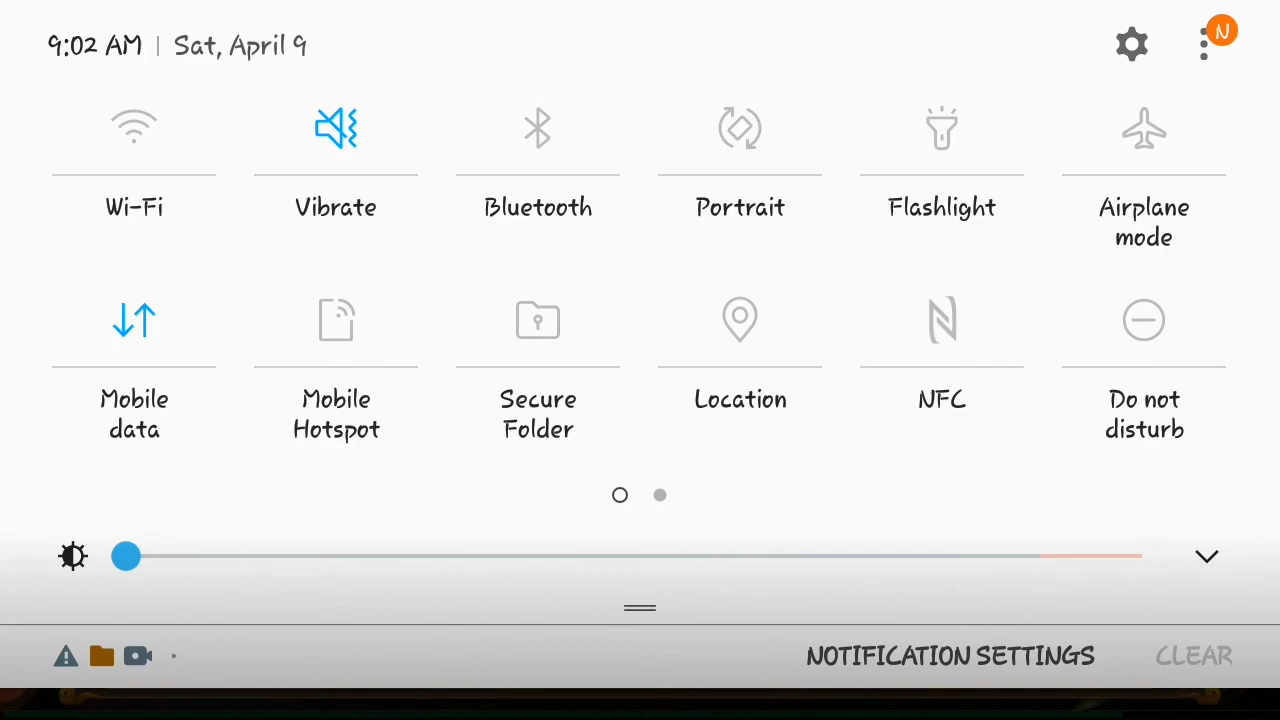 9:02 AM | Sat, April 9
N
Wi-Fi
Vibrate
Bluetooth
Portrait
Flashlight
Airplane
mode
Mobile
data
Mobile
Hotspot
Secure
Folder
Location
NFC
Do not
disturb
NOTIFICATION SETTINGS
CLEAR